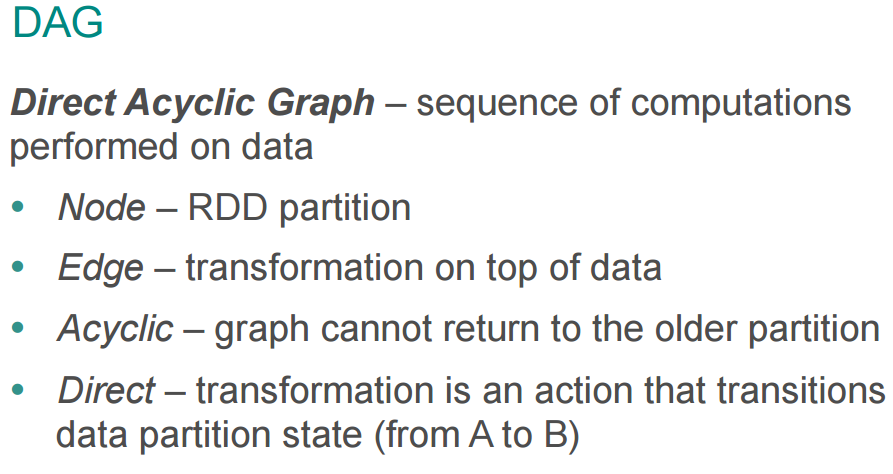 DAG
Direct Acyclic Graph – sequence of computations
performed on data
• Node – RDD partition
• Edge – transformation on top of data
• Acyclic – graph cannot return to the older partition
• Direct – transformation is an action that transitions
data partition state (from A to B)